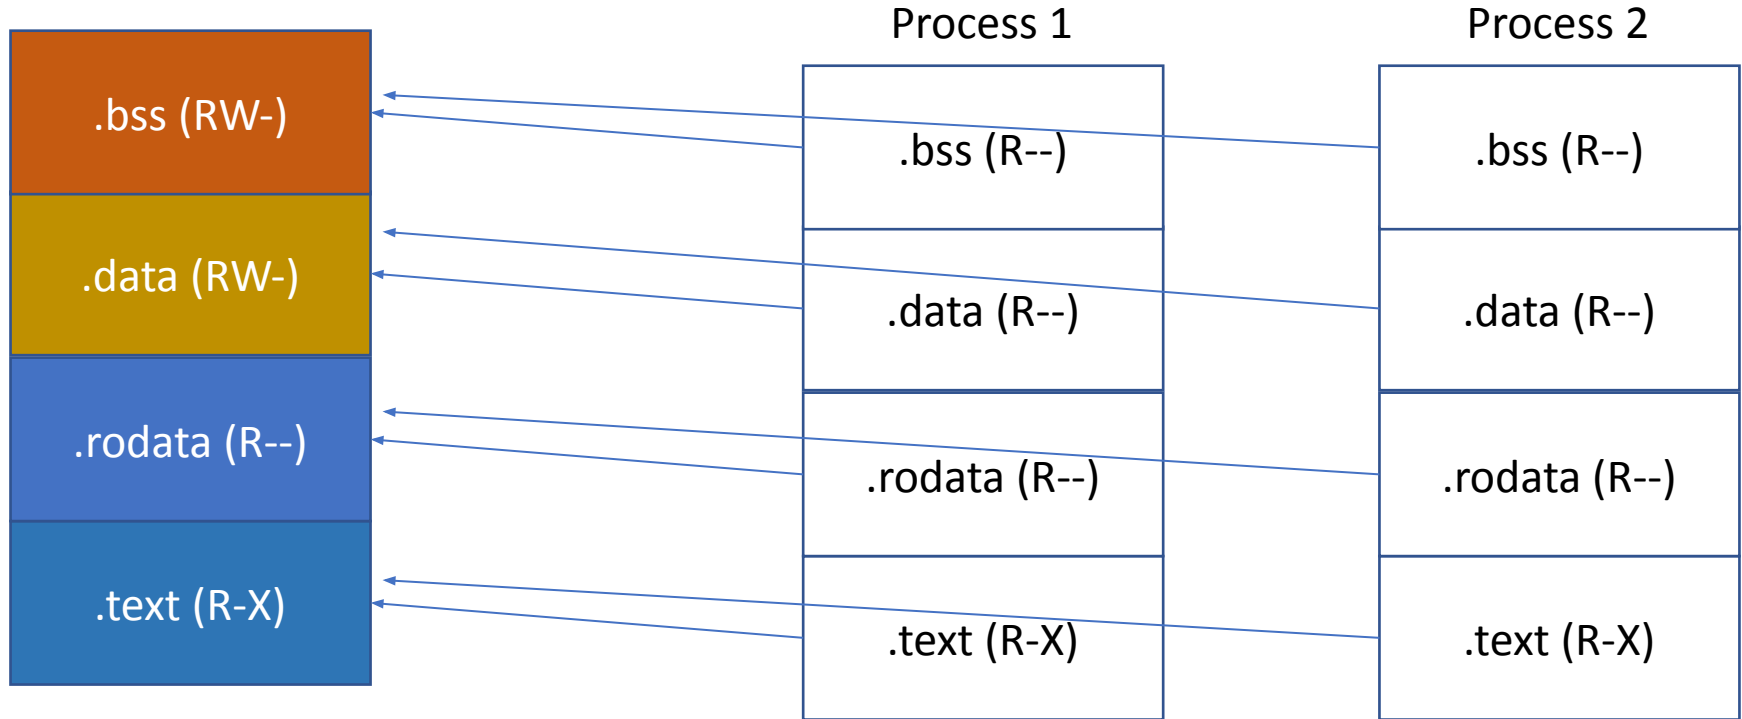 Process 1
Process 2
.bss (RW-)
.data (RW-)
.rodata (R--)
.text (R-X)
.bss (R--)
.data (R--)
.rodata (R--)
.text (R-X)
.bss (R--)
.data (R--)
.rodata (R--)
.text (R-X)